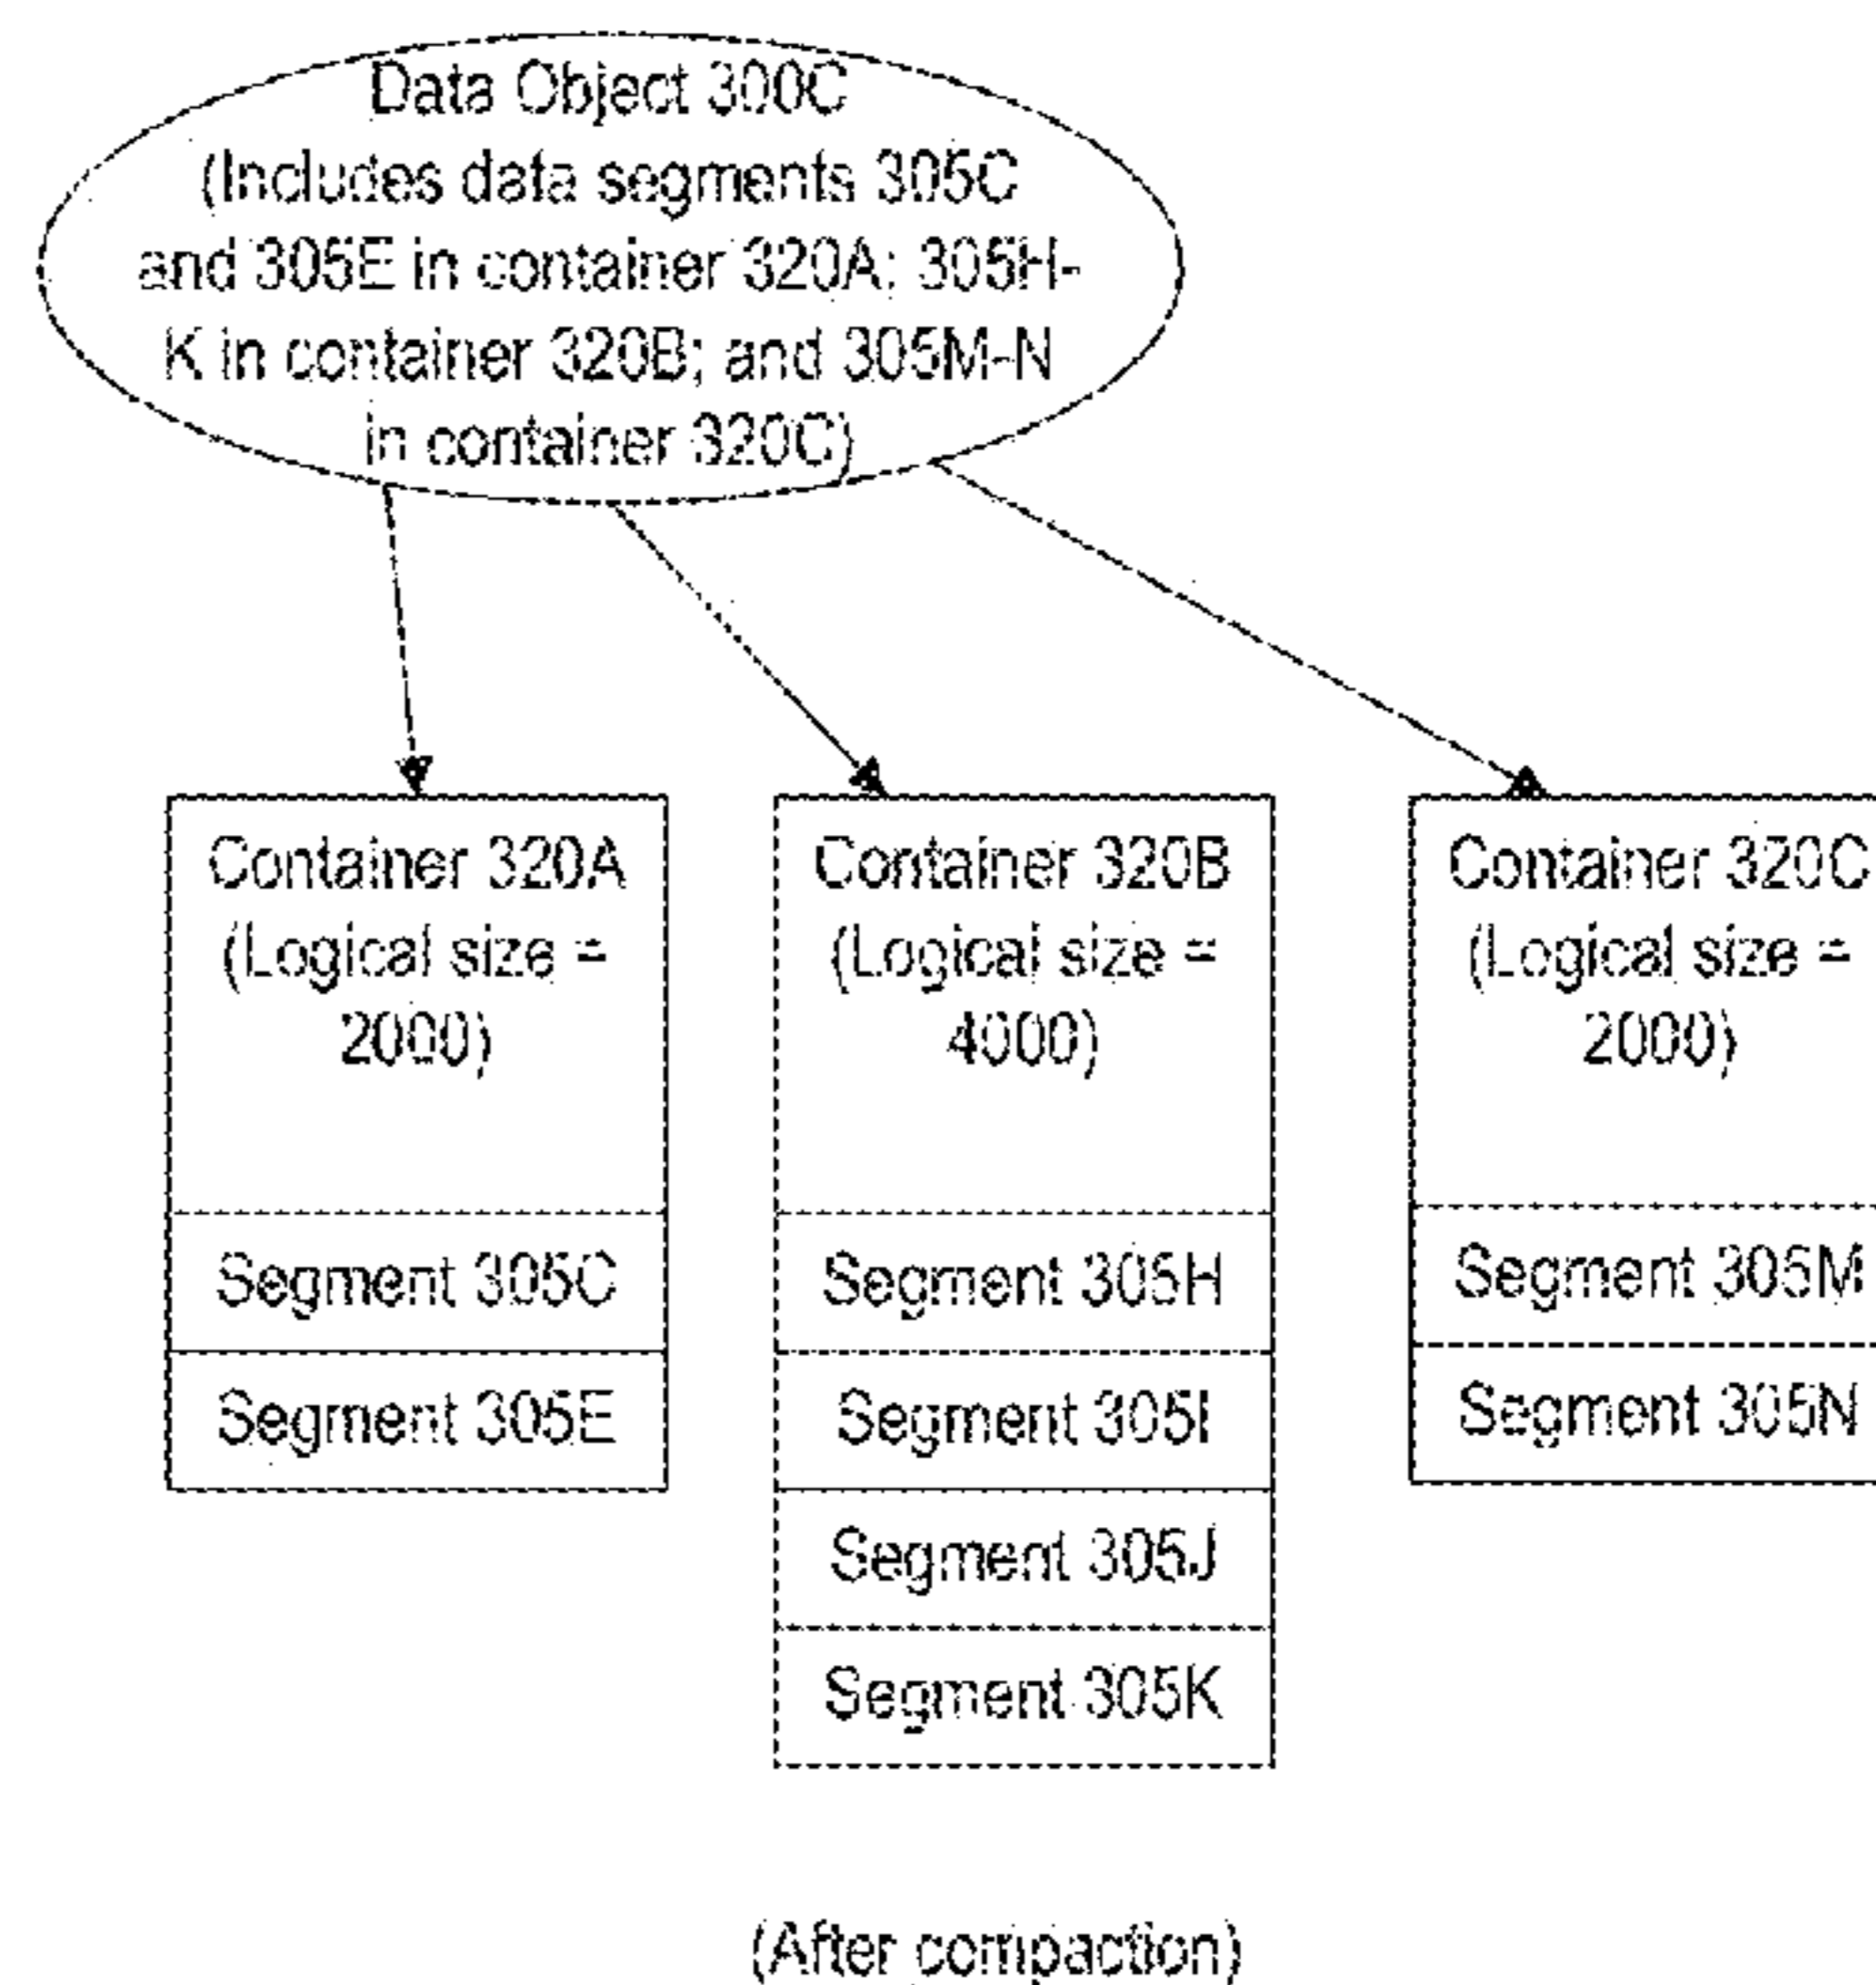 Data Object 300C
(Includes data segments 305C
and 305E in container 320A; 305H-
K in container 320B; and 305M-N
in container 320C)
Container 320A
(Logical size =
2000)
Segment 305C
Segment 305E
Container 320B
(Logical size =
4000)
Segment 305H
Segment 305I
Segment 305J
Segment 305K
Container 320C
(Logical size =
2000)
Segment 305M
Segment 305N
(After compaction)